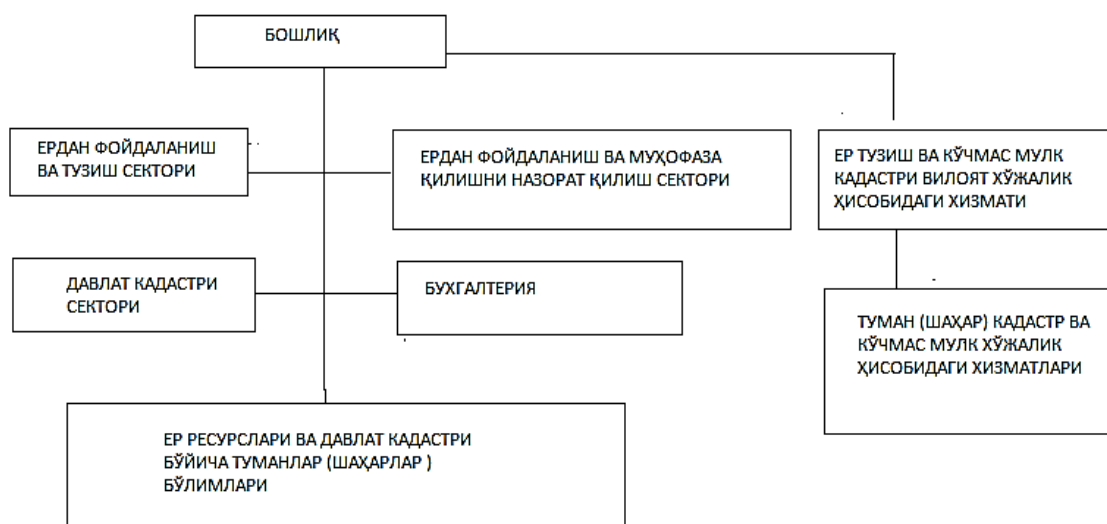 БОШЛИҚ
ЕРДАН ФОЙДАЛАНИШ
ВА ТУЗИШ СЕКТОРИ
ЕРДАН ФОЙДАЛАНИШ ВА МУҲОФАЗА
ҚИЛИШНИ НАЗОРАТ ҚИЛИШ СЕКТОРИ
ЕР ТУЗИШ ВА КЎЧМАС МУЛК
КАДАСТРИ ВИЛОЯТ ХЎЖАЛИК
ҲИСОБИДАГИ ХИЗМАТИ
ДАВЛАТ КАДАСТРИ
СЕКТОРИ
БУХГАЛТЕРИЯ
ТУМАН (ШАҲАР) КАДАСТР ВА
КЎЧМАС МУЛК ХЎЖАЛИК
ҲИСОБИДАГИ ХИЗМАТЛАРИ
ЕР РЕСУРСЛАРИ ВА ДАВЛАТ КАДАСТРИ
БЎЙИЧА ТУМАНЛАР (ШАҲАРЛАР )
БЎЛИМЛАРИ